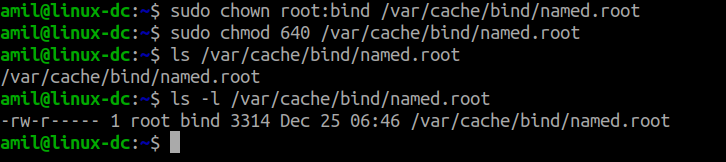 amil@linux-dc:~$ sudo chown root:bind /var/cache/bind/named.root
amil@linux-dc:~$ sudo chmod 640 /var/cache/bind/named.root
amil@linux-dc:~$ ls /var/cache/bind/named.root
/var/cache/bind/named.root
amil@linux-dc:~$ ls -l /var/cache/bind/named.root
-rw-r----- 1 root bind 3314 Dec 25 06:46 /var/cache/bind/named.root
amil@linux-dc:~$